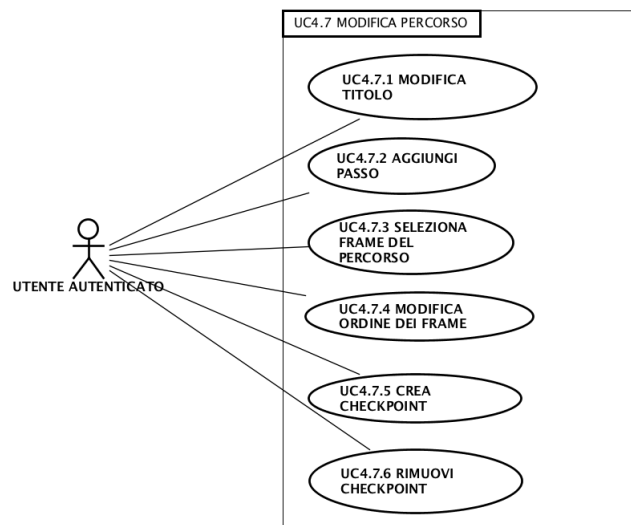 UC4.7 MODIFICA PERCORSO
UC4.7.1 MODIFICA
TITOLO
UC4.7.2 AGGIUNGI
PASSO
UC4.7.3 SELEZIONA
FRAME DEL
PERCORSO
UTENTE AUTENTICATO
UC4.7.4 MODIFICA
ORDINE DEI FRAME
UC4.7.5 CREA
CHECKPOINT
UC4.7.6 RIMUOVI
CHECKPOINT